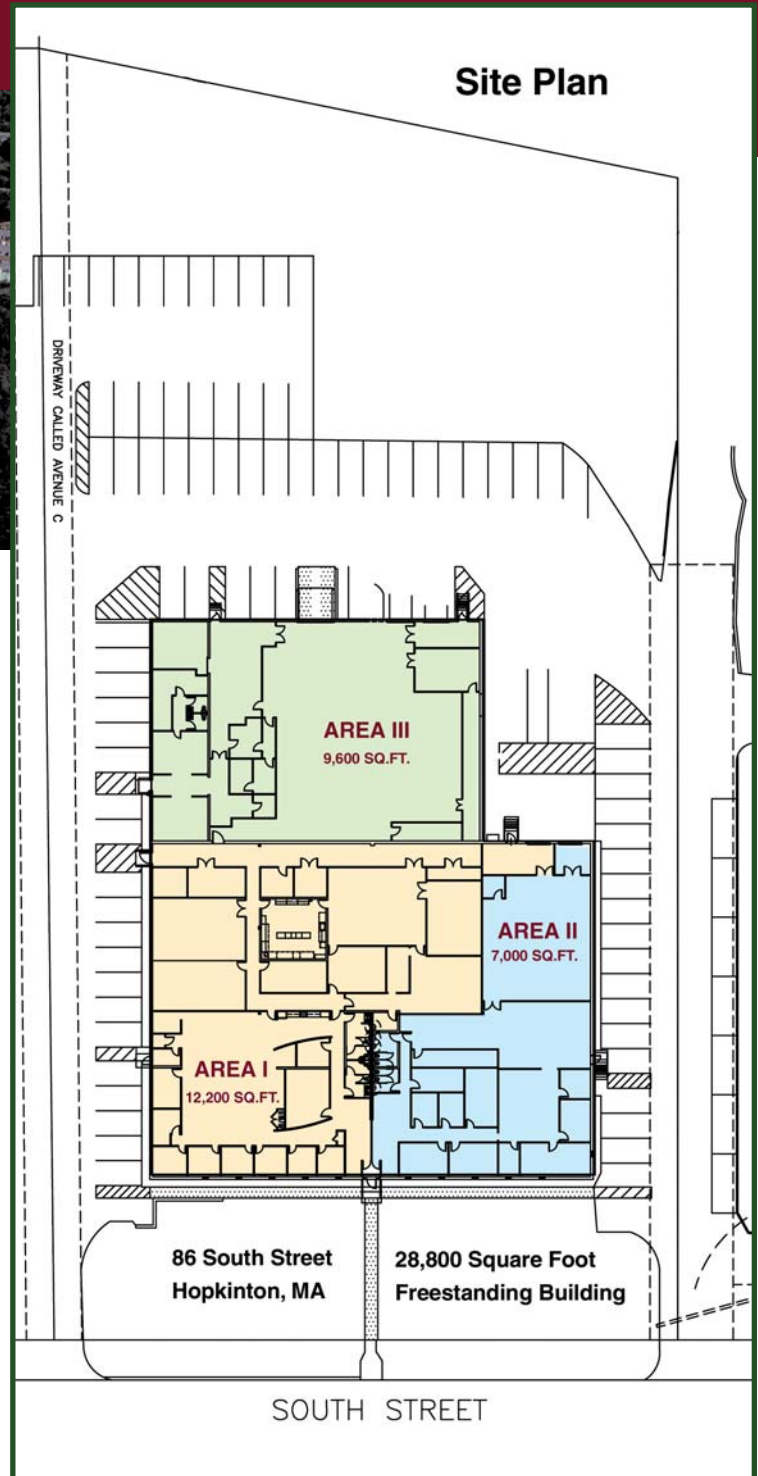 Site Plan
DRIVEWAY CALLED AVENUE C
AREA III
9,600 SQ.FT.
AREA II
7,000 SQ.FT.
AREA I
12,200 SQ.FT.
86 South Street
Hopkinton, MA
28,800 Square Foot
Freestanding Building
SOUTH STREET